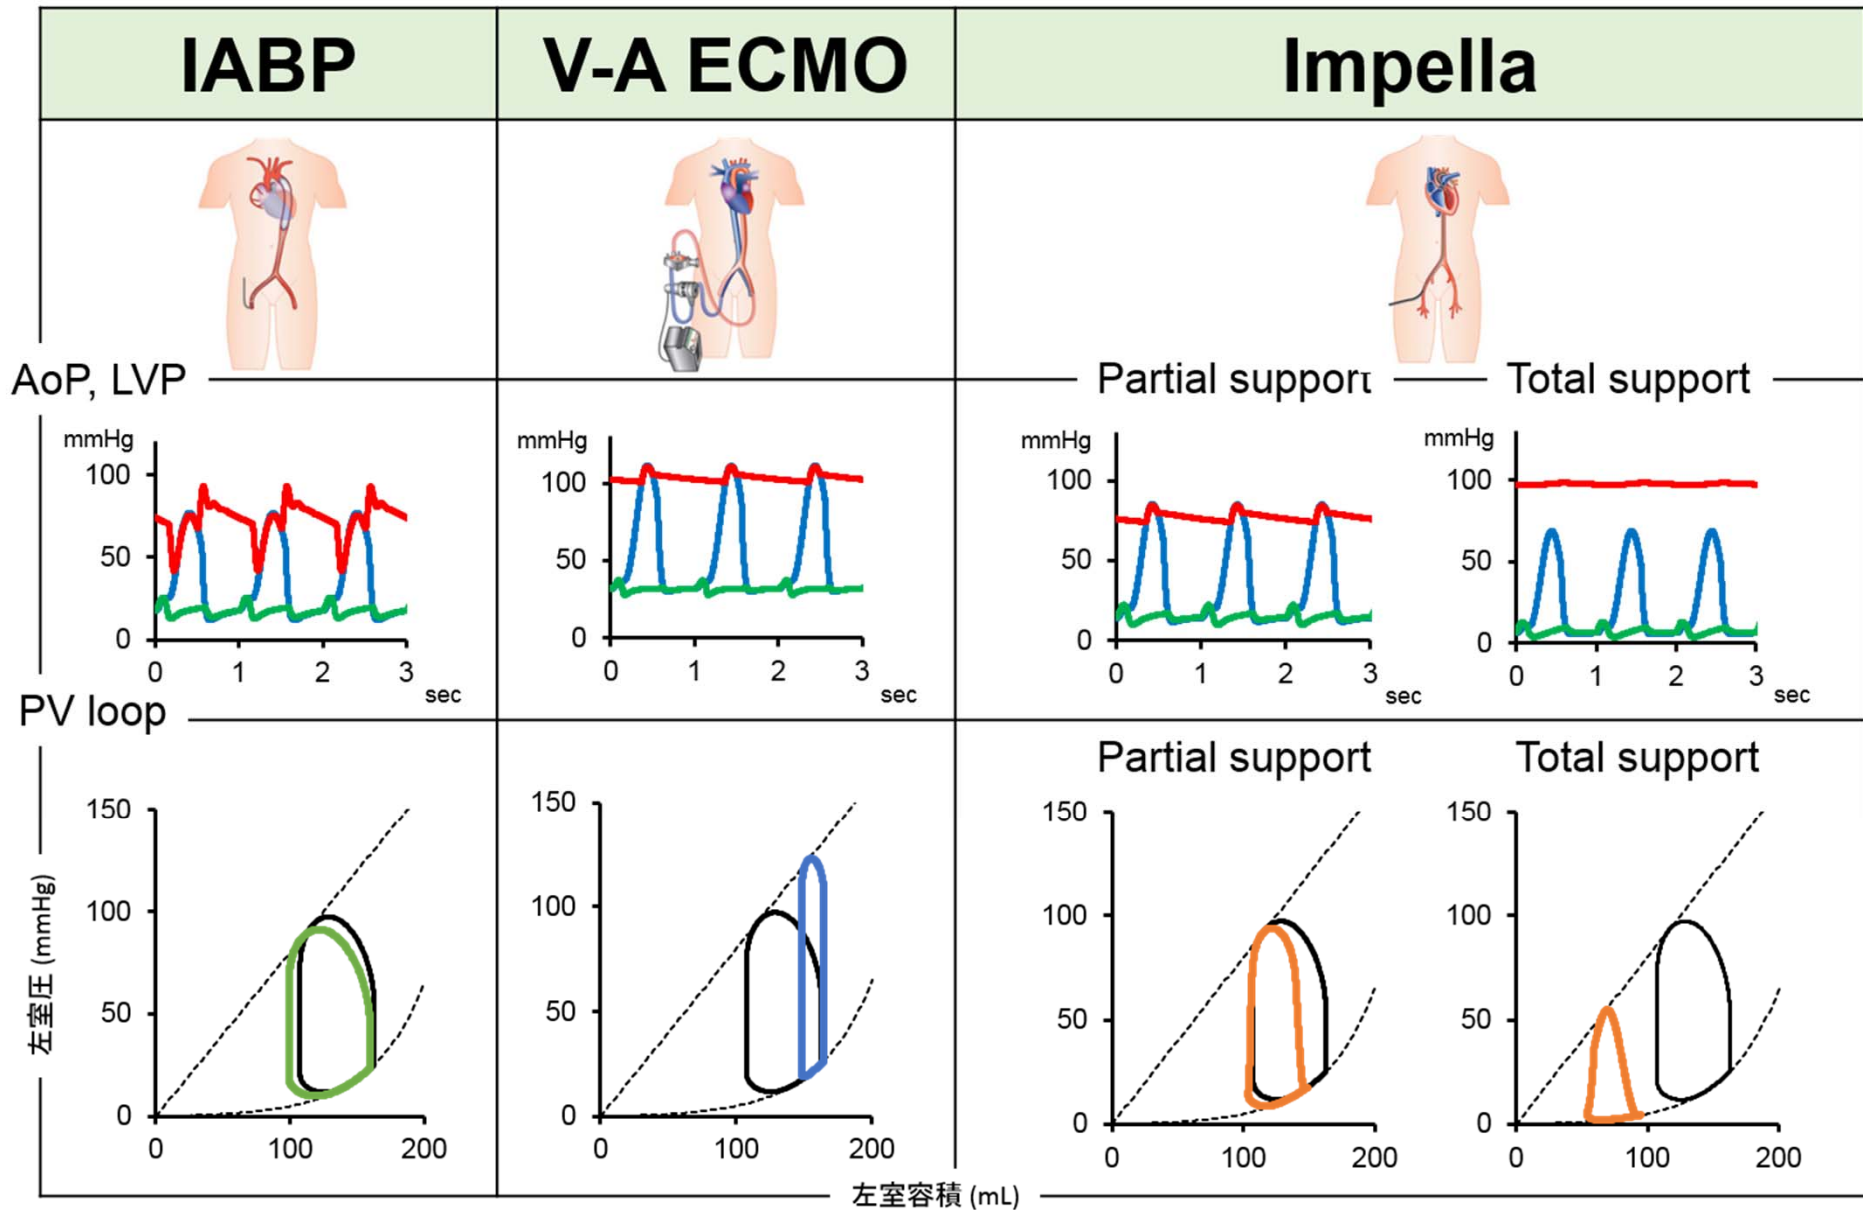 IABP
V-A ECMO
Impella
AoP, LVP
Partial support
Total support
mmHg
100
50
0
0 1 2 3
sec
mmHg
100
50
0
0 1 2 3
sec
mmHg
100
50
0
0 1 2 3
sec
mmHg
100
50
0
0 1 2 3
sec
PV loop
Partial support
Total support
左室圧 (mmHg)
150
100
50
0
0 100 200
150
100
50
0
0 100 200
150
100
50
0
0 100 200
150
100
50
0
0 100 200
左室容積 (mL)